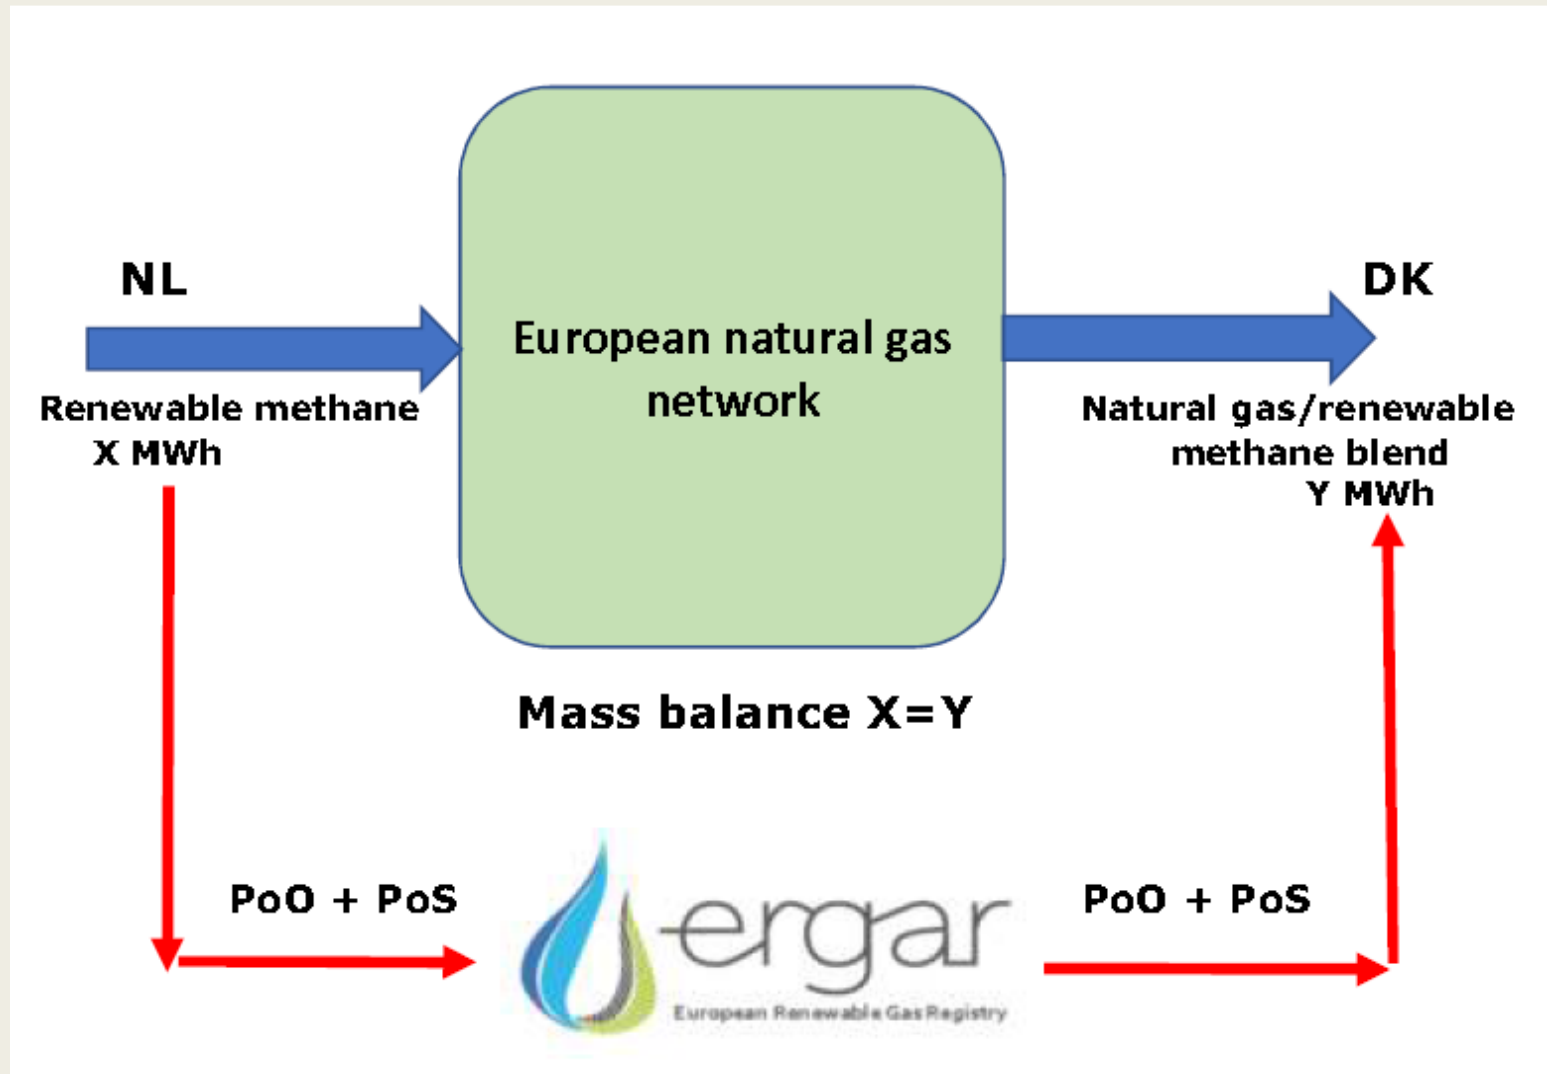 NL
DK
European natural gas
network
Renewable methane
X MWh
Natural gas/renewable
methane blend
Y MWh
Mass balance X=Y
PoO + PoS
ergar
European Renewable Gas Registry
PoO + PoS